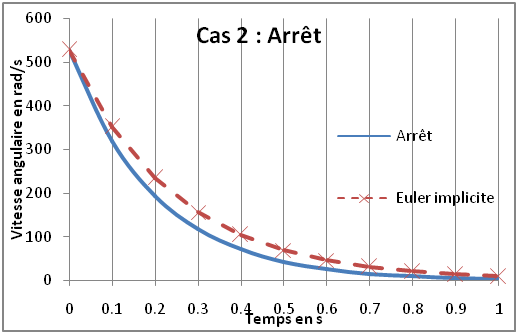 Cas 2 : Arrêt
600
500
400
300
200
100
0
Vitesse angulaire en rad/s
Arrêt
Euler implicite
0 0.1 0.2 0.3 0.4 0.5 0.6 0.7 0.8 0.9 1
Temps en s